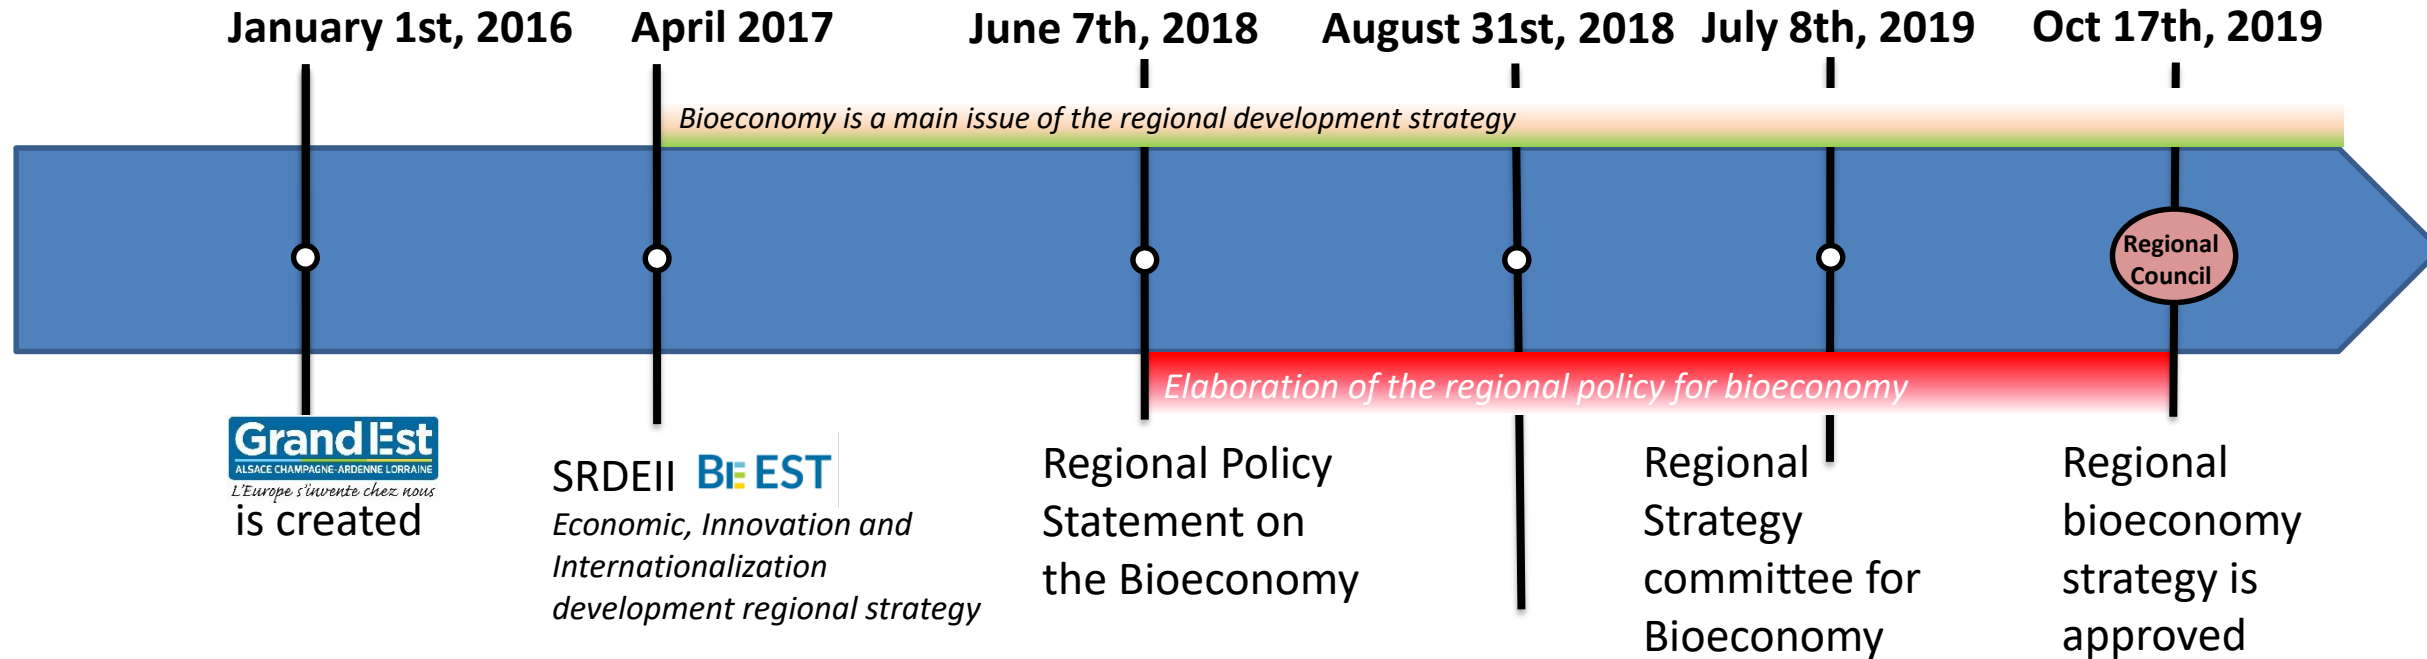 January 1st, 2016
April 2017
June 7th, 2018
August 31st, 2018
July 8th, 2019
Oct 17th, 2019
Bioeconomy is a main issue of the regional development strategy
Regional
Council
Elaboration of the regional policy for bioeconomy
Grand Est
ALSACE CHAMPAGNE-ARDENNE LORRAINE
L'Europe s'invente chez nous
is created
SRDEII BE EST
Economic, Innovation and
Internationalization
development regional strategy
Regional Policy
Statement on
the Bioeconomy
Regional
Strategy
committee for
Bioeconomy
Regional
bioeconomy
strategy is
approved